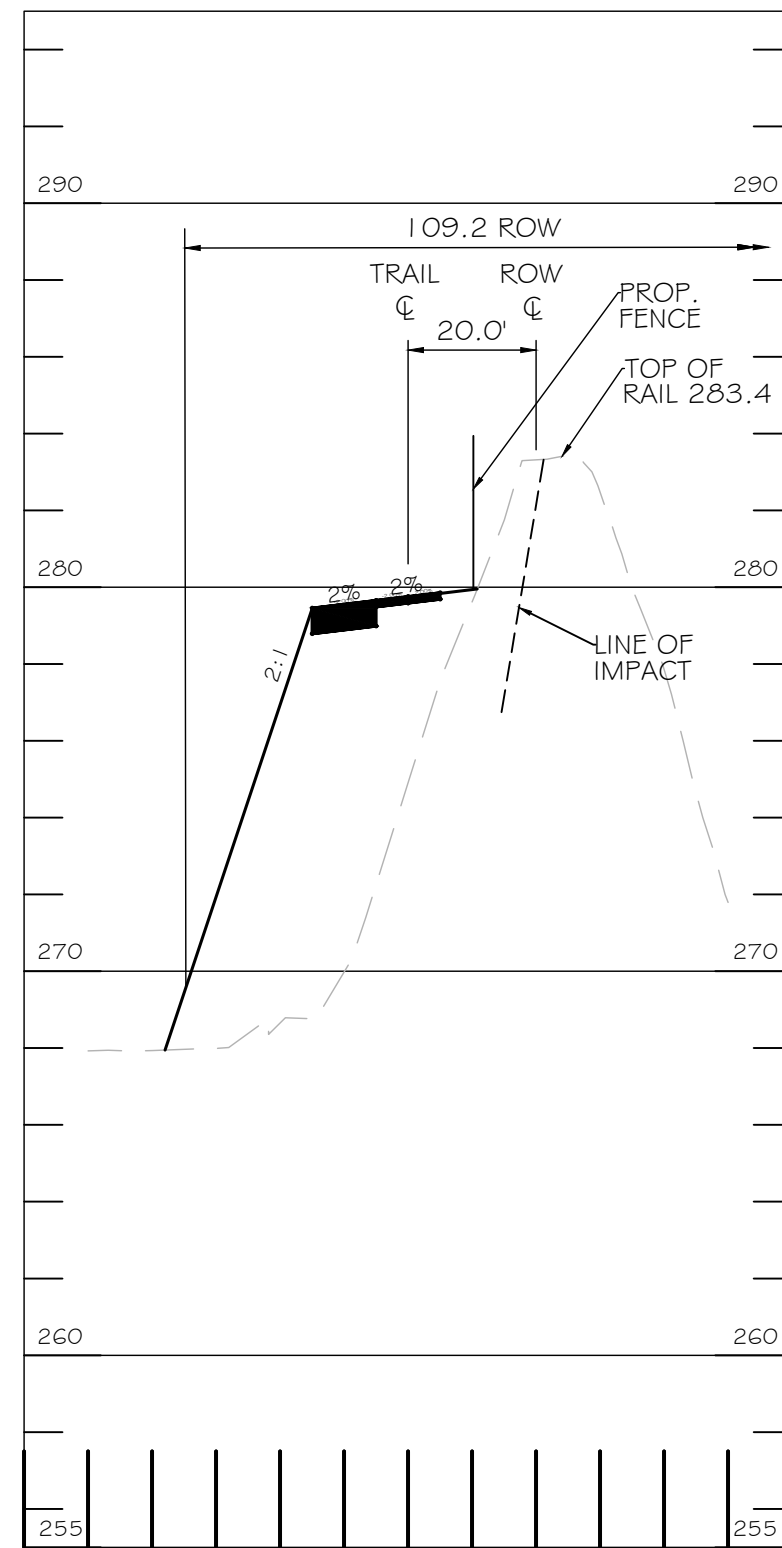 290 290
109.2 ROW
TRAIL
℄
ROW
℄
20.0'
PROP.
FENCE
TOP OF
RAIL 283.4
280 280
2% 2%
2:1
LINE OF
IMPACT
270 270
260 260
255 255